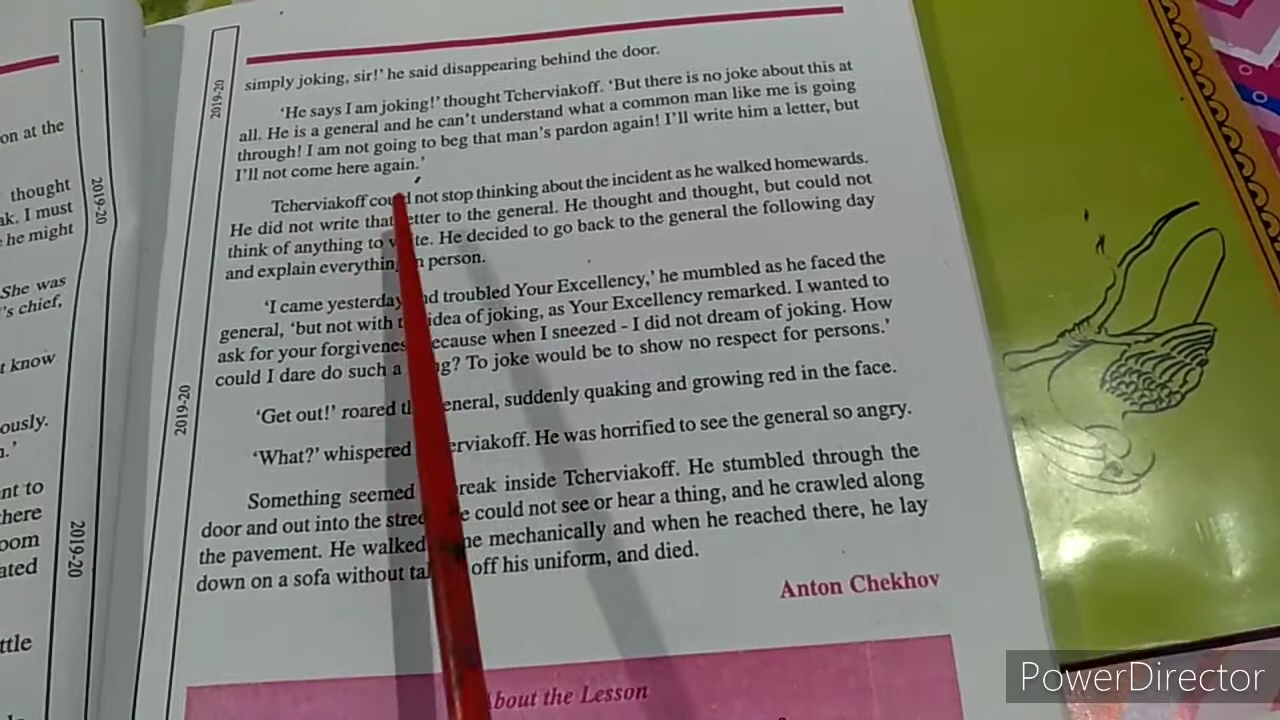 on at the
thought
ak. I must
he might
She was
's chief,
t know
ously.
nt to
here
oom
ated
ttle
2019-20
2019-20
2019-20
2019-20
simply joking, sir!' he said disappearing behind the door.
'He says I am joking!' thought Tcherviakoff. 'But there is no joke about this at
all. He is a general and he can't understand what a common man like me is going
through! I am not going to beg that man's pardon again! I'll write him a letter, but
I'll not come here again.'
Tcherviakoff could not stop thinking about the incident as he walked homewards.
He did not write that letter to the general. He thought and thought, but could not
think of anything to write. He decided to go back to the general the following day
and explain everything in person.
'I came yesterday and troubled Your Excellency,' he mumbled as he faced the
general, 'but not with the idea of joking, as Your Excellency remarked. I wanted to
ask for your forgiveness because when I sneezed - I did not dream of joking. How
could I dare do such a thing? To joke would be to show no respect for persons.'
'Get out!' roared the general, suddenly quaking and growing red in the face.
'What?' whispered Tcherviakoff. He was horrified to see the general so angry.
Something seemed to break inside Tcherviakoff. He stumbled through the
door and out into the street. He could not see or hear a thing, and he crawled along
the pavement. He walked home mechanically and when he reached there, he lay
down on a sofa without taking off his uniform, and died.
Anton Chekhov
About the Lesson
PowerDirector